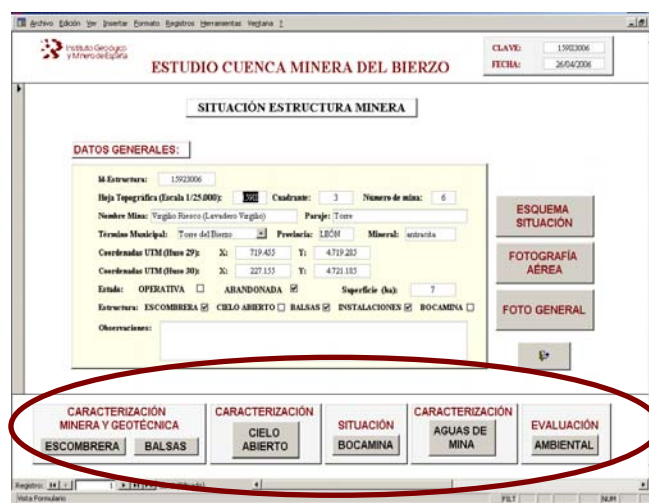 Archivo Edición Ver Insertar Formato Registros Herramientas Ventana ?
Instituto Geológico
y Minero de España
ESTUDIO CUENCA MINERA DEL BIERZO
CLAVE: 15923006
FECHA: 26/04/2006
SITUACIÓN ESTRUCTURA MINERA
DATOS GENERALES:
Id-Estructura: 15923006
Hoja Topográfica (Escala 1/25.000): Cuadrante: 3 Número de mina: 6
Nombre Mina: Virgilio Riesco (Lavadero Virgilio) Paraje: Torre
Término Municipal: Torre del Bierzo Provincia: LEÓN Mineral: antracita
Coordenadas UTM (Huso 29): X: 719.455 Y: 4.719.285
Coordenadas UTM (Huso 30): X: 227.155 Y: 4.721.185
Estado: OPERATIVA ABANDONADA Superficie (ha): 7
Estructura: ESCOMBRERA CIELO ABIERTO BALSAS INSTALACIONES BOCAMINA
Observaciones:
ESQUEMA
SITUACIÓN
FOTOGRAFÍA
AÉREA
FOTO GENERAL
CARACTERIZACIÓN
MINERA Y GEOTÉCNICA
ESCOMBRERA BALSAS
CARACTERIZACIÓN
CIELO
ABIERTO
SITUACIÓN
BOCAMINA
CARACTERIZACIÓN
AGUAS DE
MINA
EVALUACIÓN
AMBIENTAL
Registro: 1
Vista Formulario FILT NUM